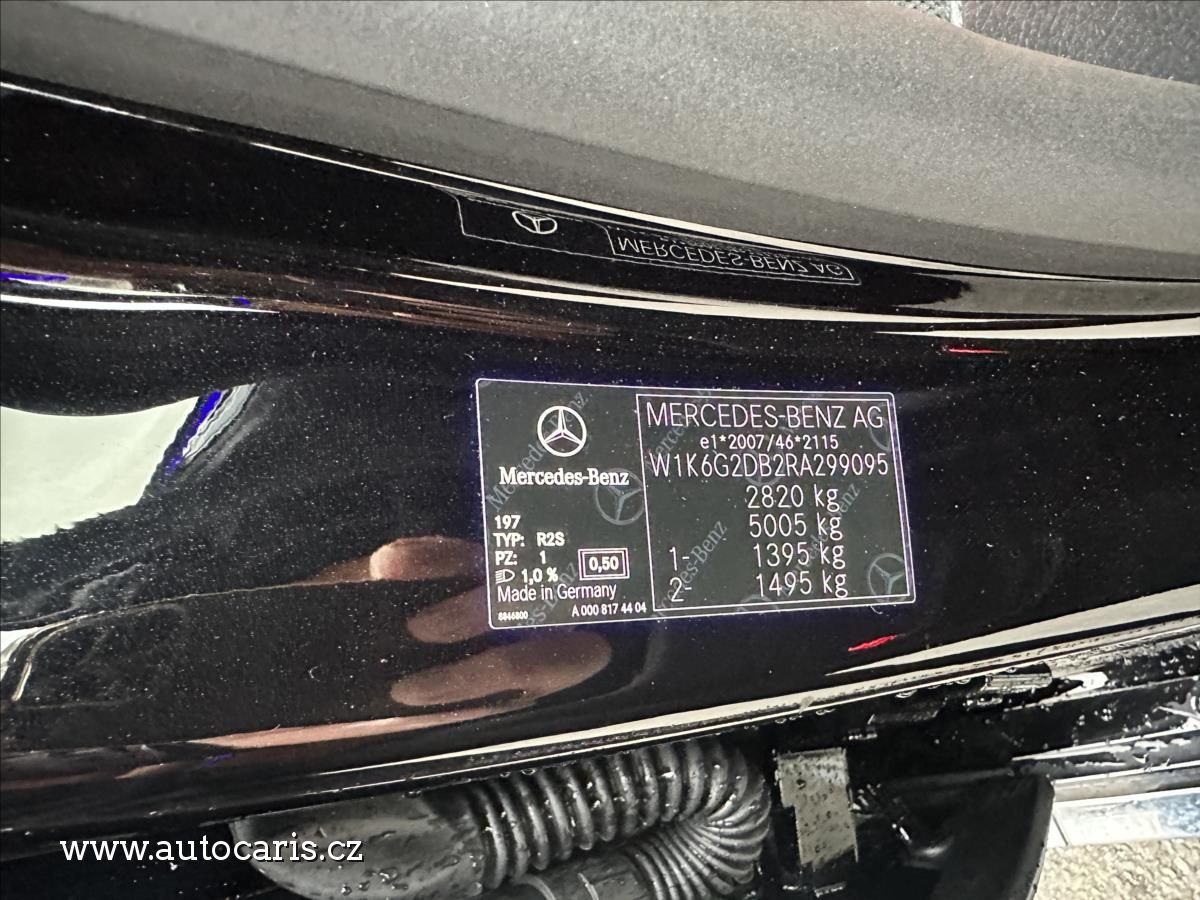 MERCEDES-BENZ AG
Mercedes-Benz
197
TYP: R2S
PZ: 1
1,0 %
0,50
Made in Germany
8846800
A 000 817 44 04
MERCEDES-BENZ AG
e1*2007/46*2115
W1K6G2DB2RA299095
2820 kg
5005 kg
1- 1395 kg
2- 1495 kg
www.autocaris.cz